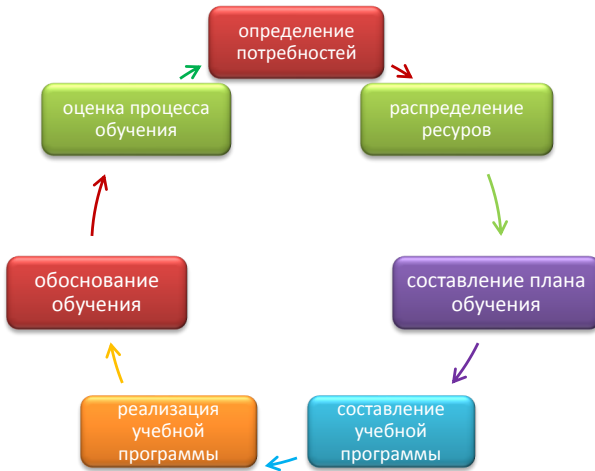 определение
потребностей
распределение
ресуров
составление плана
обучения
составление
учебной
программы
реализация
учебной
программы
обоснование
обучения
оценка процесса
обучения